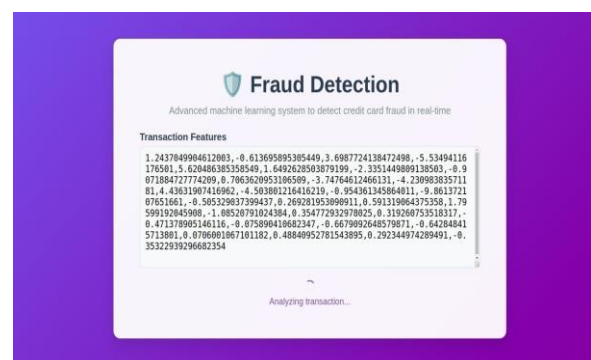 Fraud Detection
Advanced machine learning system to detect credit card fraud in real-time
Transaction Features
1.2437049904612003,-0.613695895305449,3.6987724138472498,-5.53494116
176501,5.620486385358549,1.6492628503879199,-2.3351449809138503,-0.9
071884727774209,0.7063620953106509,-3.74764612466131,-4.230983835711
81,4.43631907416962,-4.503801216416219,-0.954361345864011,-9.8613721
07651661,-0.505329037399437,0.269281953090911,0.591319064375358,1.79
599192045908,-1.08520791024384,0.354772932978025,0.319260753518317,-
0.471378905146116,-0.075890410682347,-0.6679092648579871,-0.64284841
5713801,0.0706001067101182,0.48840952781543895,0.292344974289491,-0.
35322939296682354
Analyzing transaction...